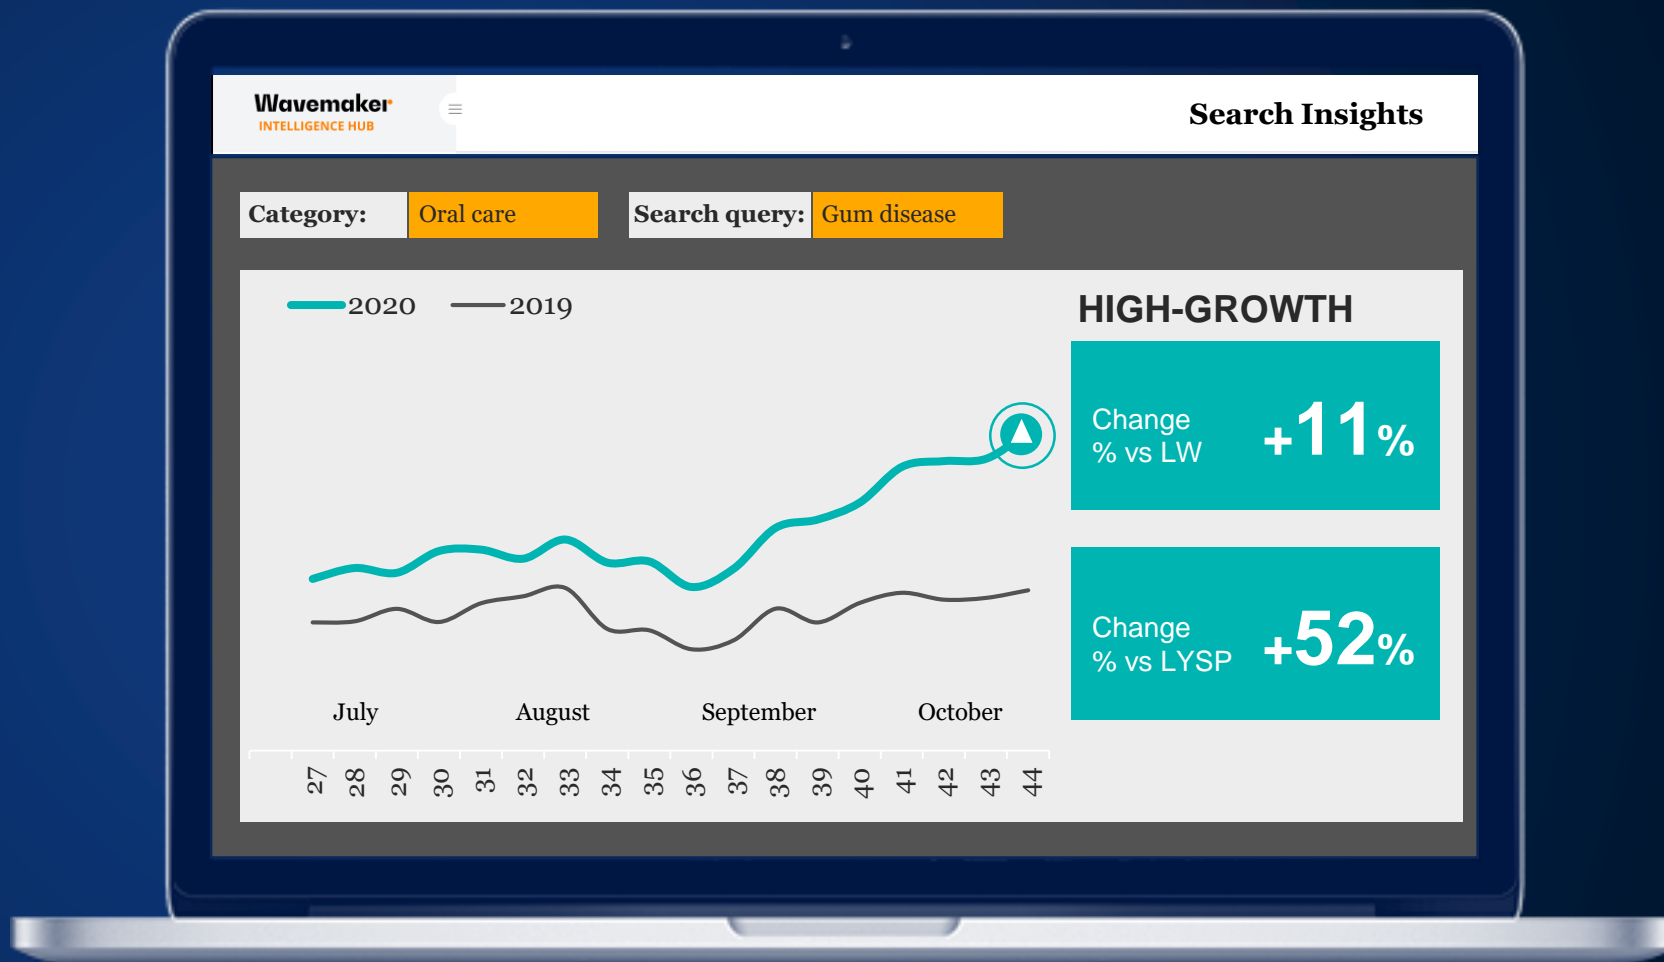 Wavemaker
INTELLIGENCE HUB
Search Insights
Category: Oral care Search query: Gum disease
2020 2019
HIGH-GROWTH
Change
% vs LW
+11%
Change
% vs LYSP
+52%
July August September October
27 28 29 30 31 32 33 34 35 36 37 38 39 40 41 42 43 44